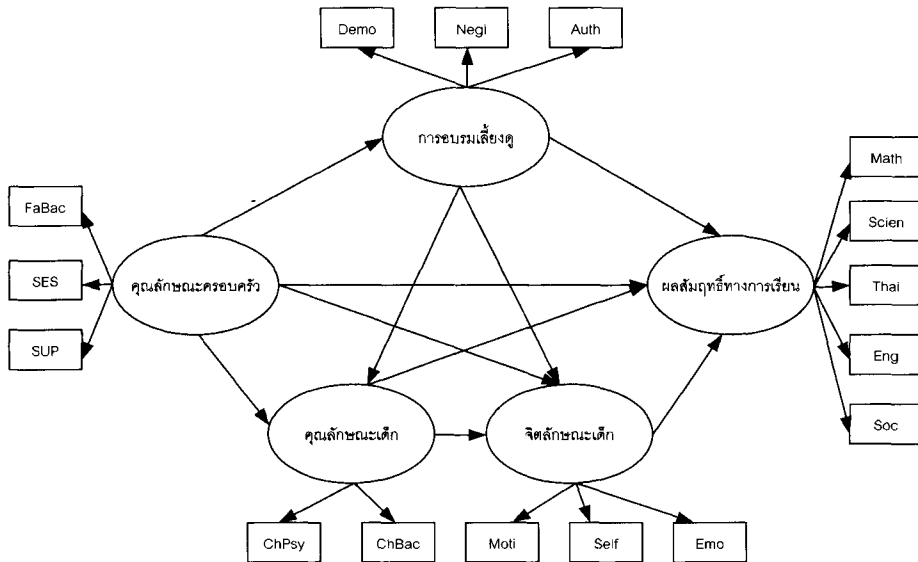 Demo
Negl
Auth
การอบรมเลี้ยงดู
Math
FaBac
Scien
SES
คุณลักษณะครอบครัว
ผลสัมฤทธิ์ทางการเรียน
Thai
SUP
Eng
คุณลักษณะเด็ก
จิตลักษณะเด็ก
Soc
ChPsy
ChBac
Moti
Self
Emo